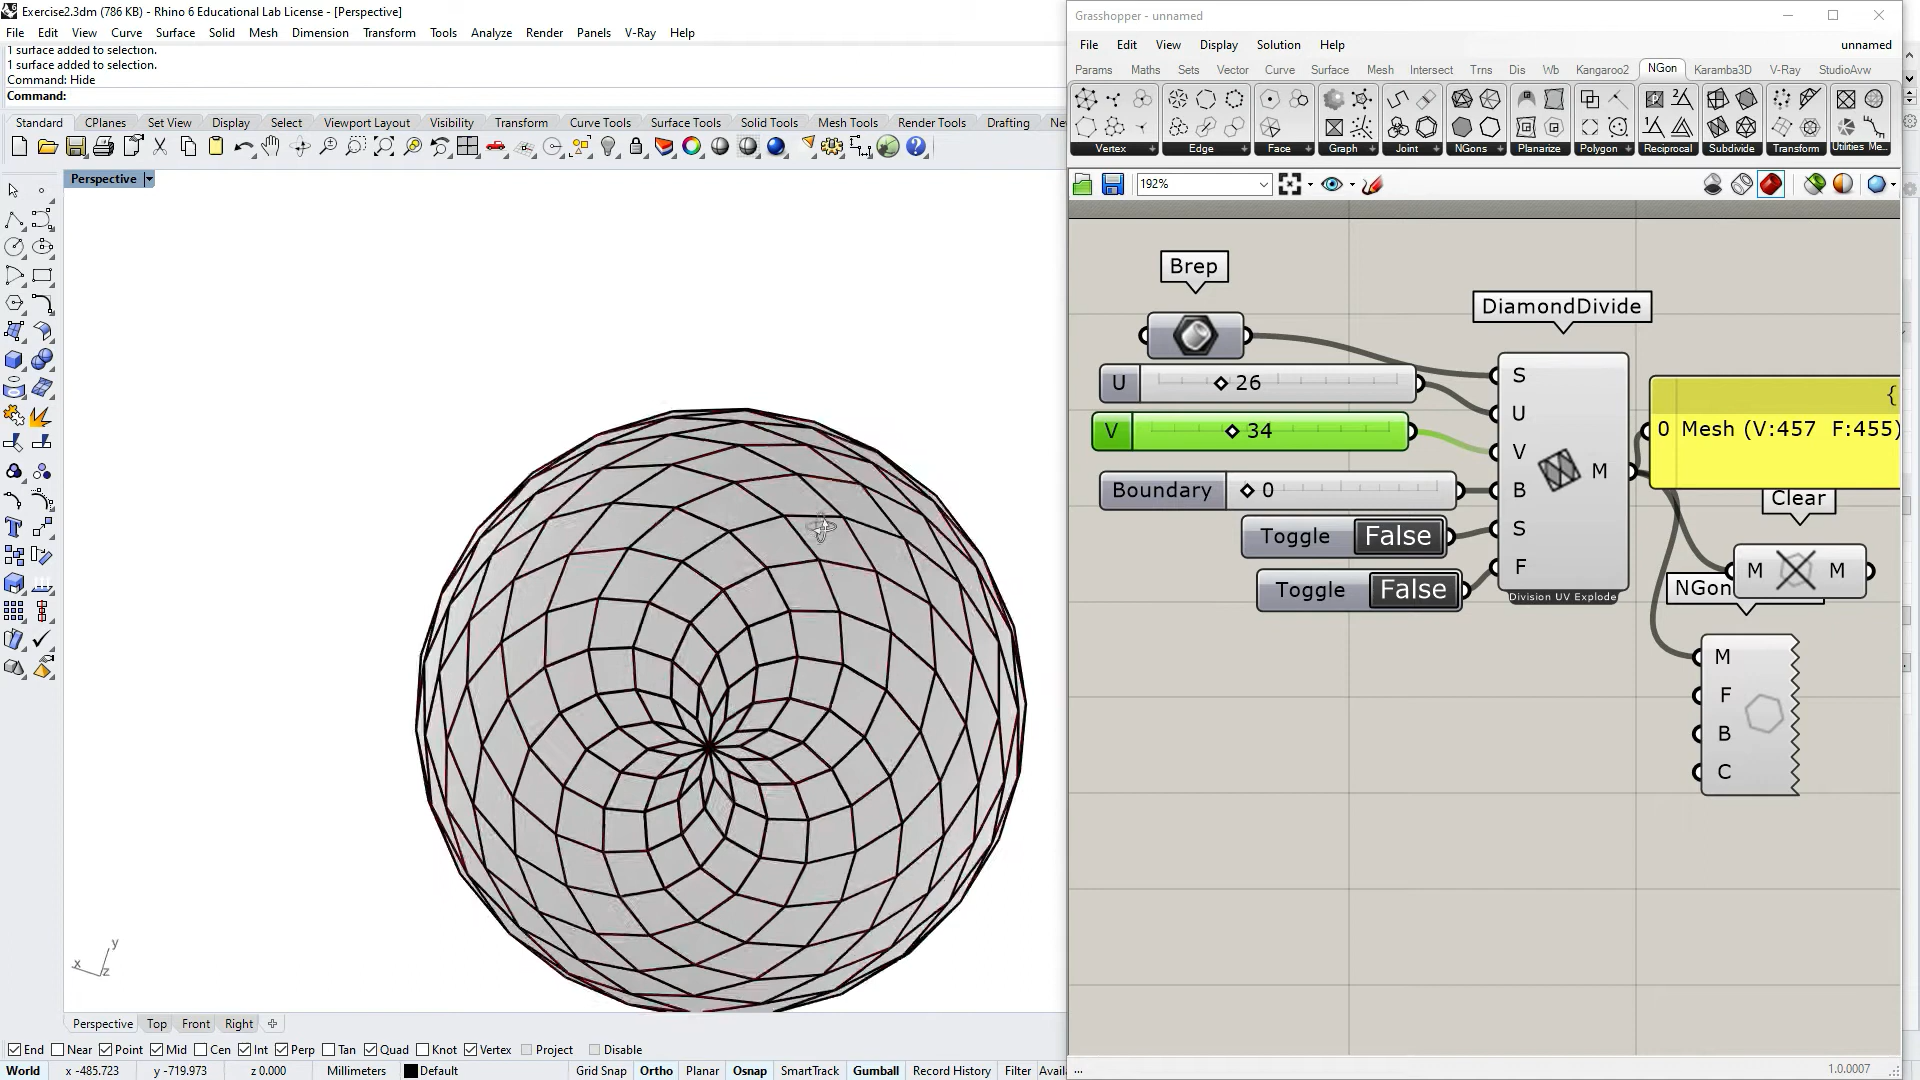 Exercise2.3dm (786 KB) - Rhino 6 Educational Lab License - [Perspective]
File Edit View Curve Surface Solid Mesh Dimension Transform Tools Analyze Render Panels V-Ray Help
1 surface added to selection.
1 surface added to selection.
Command: Hide
Command:
Standard CPlanes Set View Display Select Viewport Layout Visibility Transform Curve Tools Surface Tools Solid Tools Mesh Tools Render Tools Drafting
Perspective
y
x
z
Perspective Top Front Right
End Near Point Mid Cen Int Perp Tan Quad Knot Vertex Project Disable
World x -485.723 y -719.973 z 0.000 Millimeters Default Grid Snap Ortho Planar Osnap SmartTrack Gumball Record History Filter
Grasshopper - unnamed
File Edit View Display Solution Help unnamed
Params Maths Sets Vector Curve Surface Mesh Intersect Trns Dis Wb Kangaroo2 NGon Karamba3D V-Ray StudioAvw
Vertex Edge Face Graph Joint NGons Planarize Polygon Reciprocal Subdivide Transform Utilities Me...
192%
Brep
DiamondDivide
U 26
V 34
Boundary 0
Toggle False
Toggle False
S
U
V
B
S
F
M
Division UV Explode
{
0 Mesh (V:457 F:455)
Clear
M M
NGon
M
F
B
C
... 1.0.0007